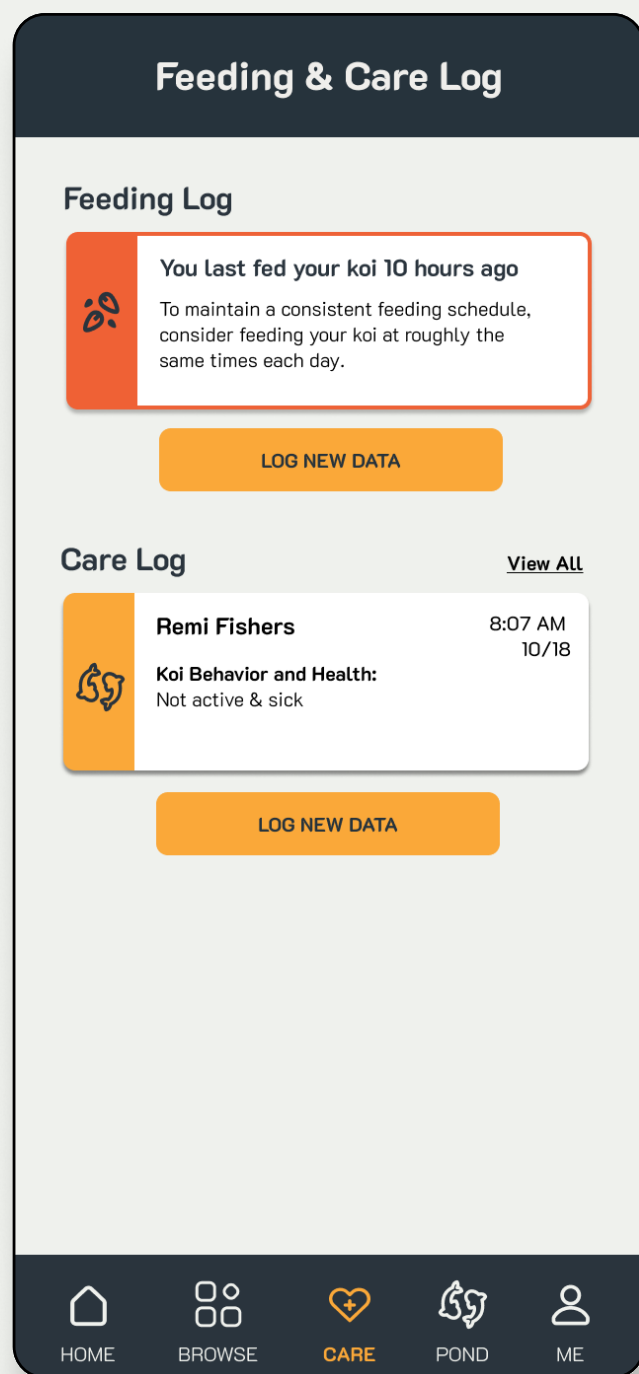 Feeding & Care Log
Feeding Log
You last fed your koi 10 hours ago
To maintain a consistent feeding schedule,
consider feeding your koi at roughly the
same times each day.
LOG NEW DATA
Care Log
View All
Remi Fishers
8:07 AM
10/18
Koi Behavior and Health:
Not active & sick
LOG NEW DATA
HOME
BROWSE
CARE
POND
ME